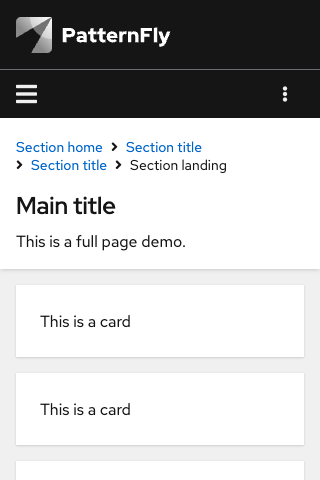 PatternFly
Section home > Section title
> Section title > Section landing
Main title
This is a full page demo.
This is a card
This is a card